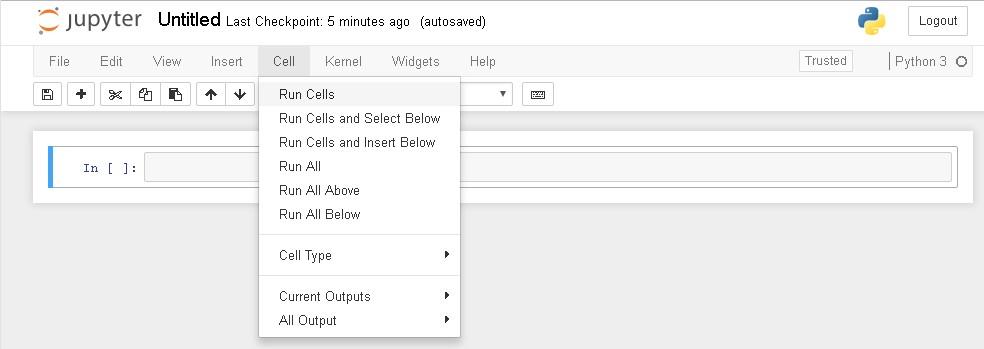 jupyter Untitled Last Checkpoint: 5 minutes ago (autosaved) Logout
File Edit View Insert Cell Kernel Widgets Help Trusted Python 3
Run Cells
Run Cells and Select Below
Run Cells and Insert Below
Run All
Run All Above
Run All Below
Cell Type
Current Outputs
All Output
In [ ]: